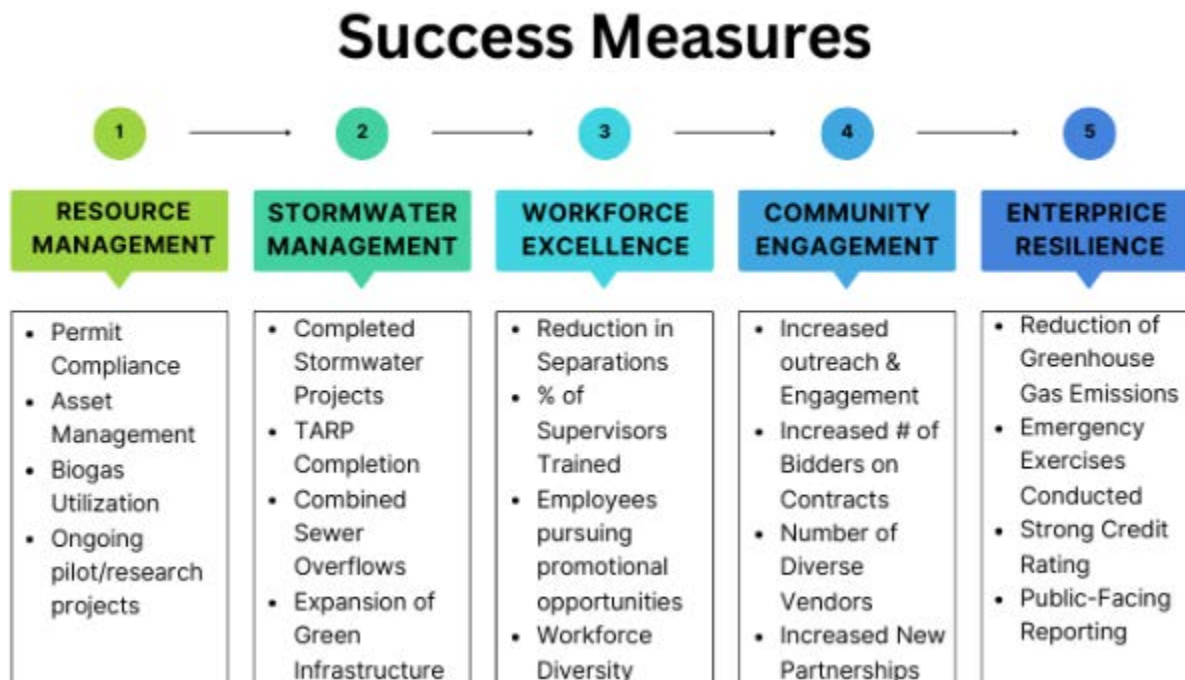 Success Measures
1
2
3
4
5
RESOURCE
MANAGEMENT
STORMWATER
MANAGEMENT
WORKFORCE
EXCELLENCE
COMMUNITY
ENGAGEMENT
ENTERPRICE
RESILIENCE
• Permit
Compliance
• Asset
Management
• Biogas
Utilization
• Ongoing
pilot/research
projects
• Completed
Stormwater
Projects
• TARP
Completion
• Combined
Sewer
Overflows
• Expansion of
Green
Infrastructure
• Reduction in
Separations
• % of
Supervisors
Trained
• Employees
pursuing
promotional
opportunities
• Workforce
Diversity
• Increased
outreach &
Engagement
• Increased # of
Bidders on
Contracts
• Number of
Diverse
Vendors
• Increased New
Partnerships
• Reduction of
Greenhouse
Gas Emissions
• Emergency
Exercises
Conducted
• Strong Credit
Rating
• Public-Facing
Reporting